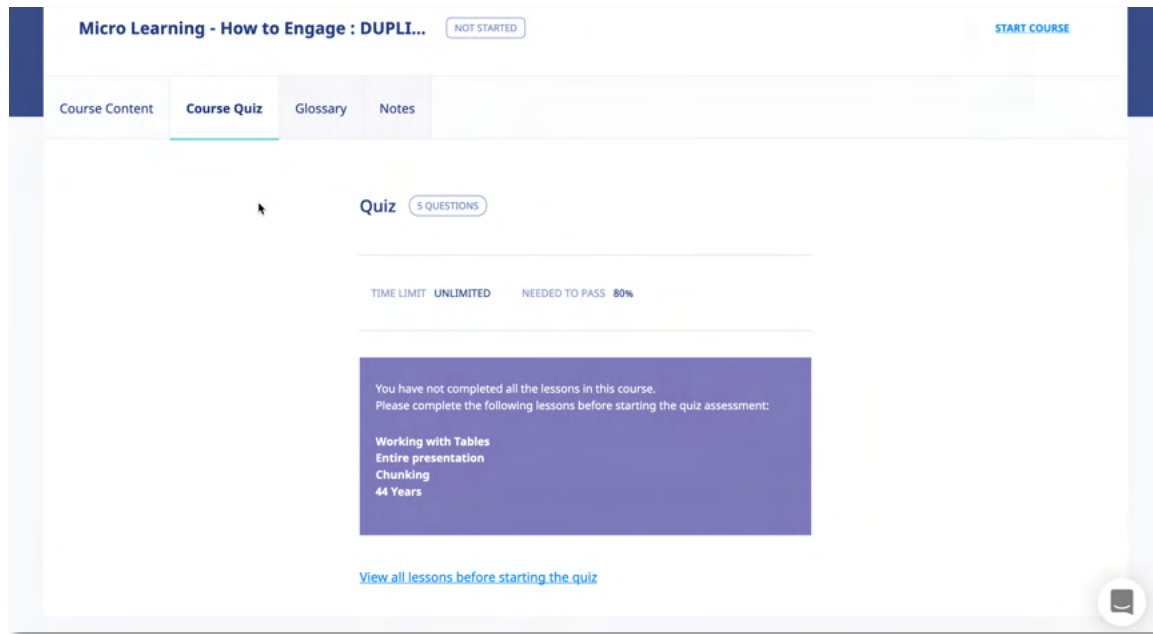 Micro Learning - How to Engage : DUPLI... NOT STARTED START COURSE
Course Content Course Quiz Glossary Notes
Quiz 5 QUESTIONS
TIME LIMIT UNLIMITED NEEDED TO PASS 80%
You have not completed all the lessons in this course.
Please complete the following lessons before starting the quiz assessment:
Working with Tables
Entire presentation
Chunking
44 Years
View all lessons before starting the quiz